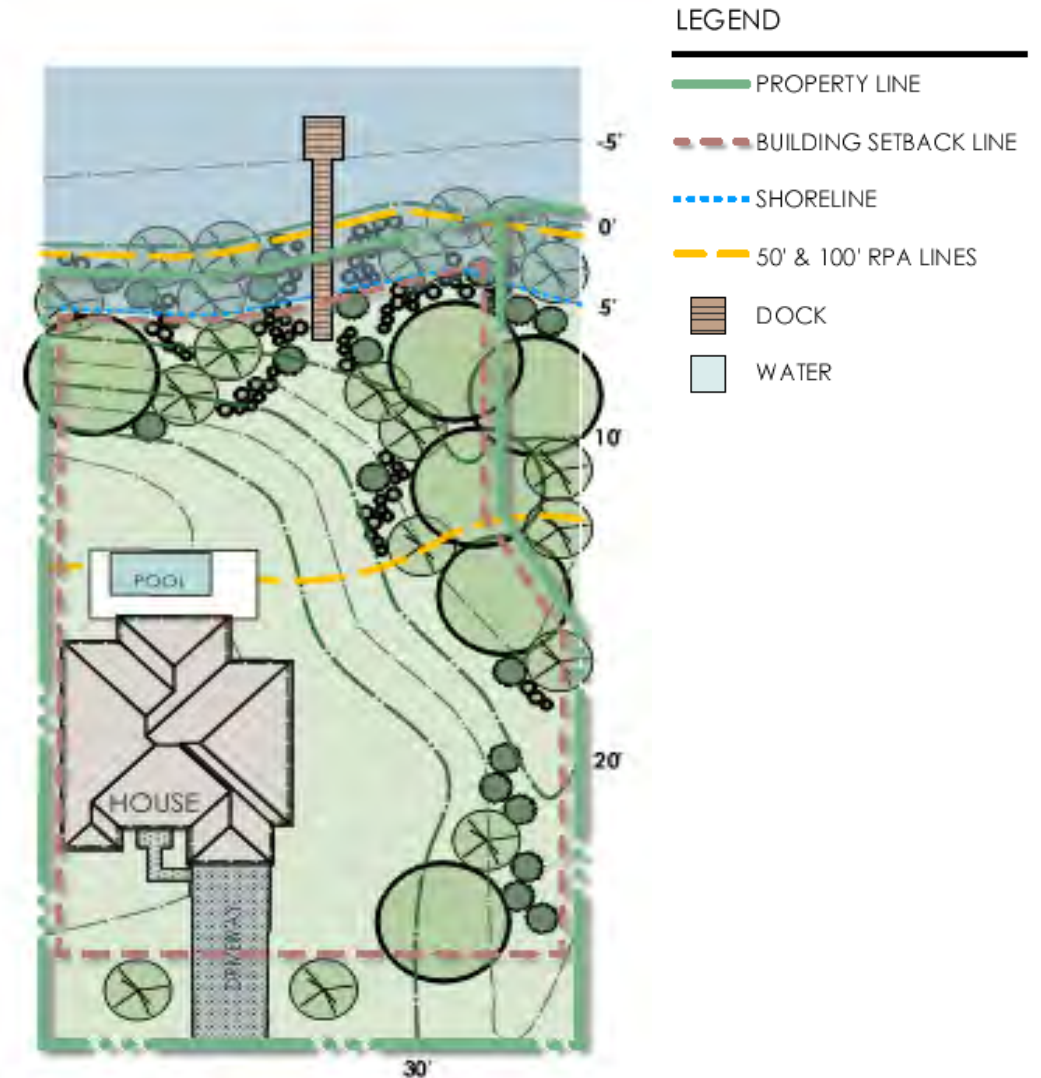 LEGEND
PROPERTY LINE
BUILDING SETBACK LINE
SHORELINE
50' & 100' RPA LINES
DOCK
WATER
-5'
0'
5'
10'
POOL
20'
HOUSE
DRIVEWAY
30'